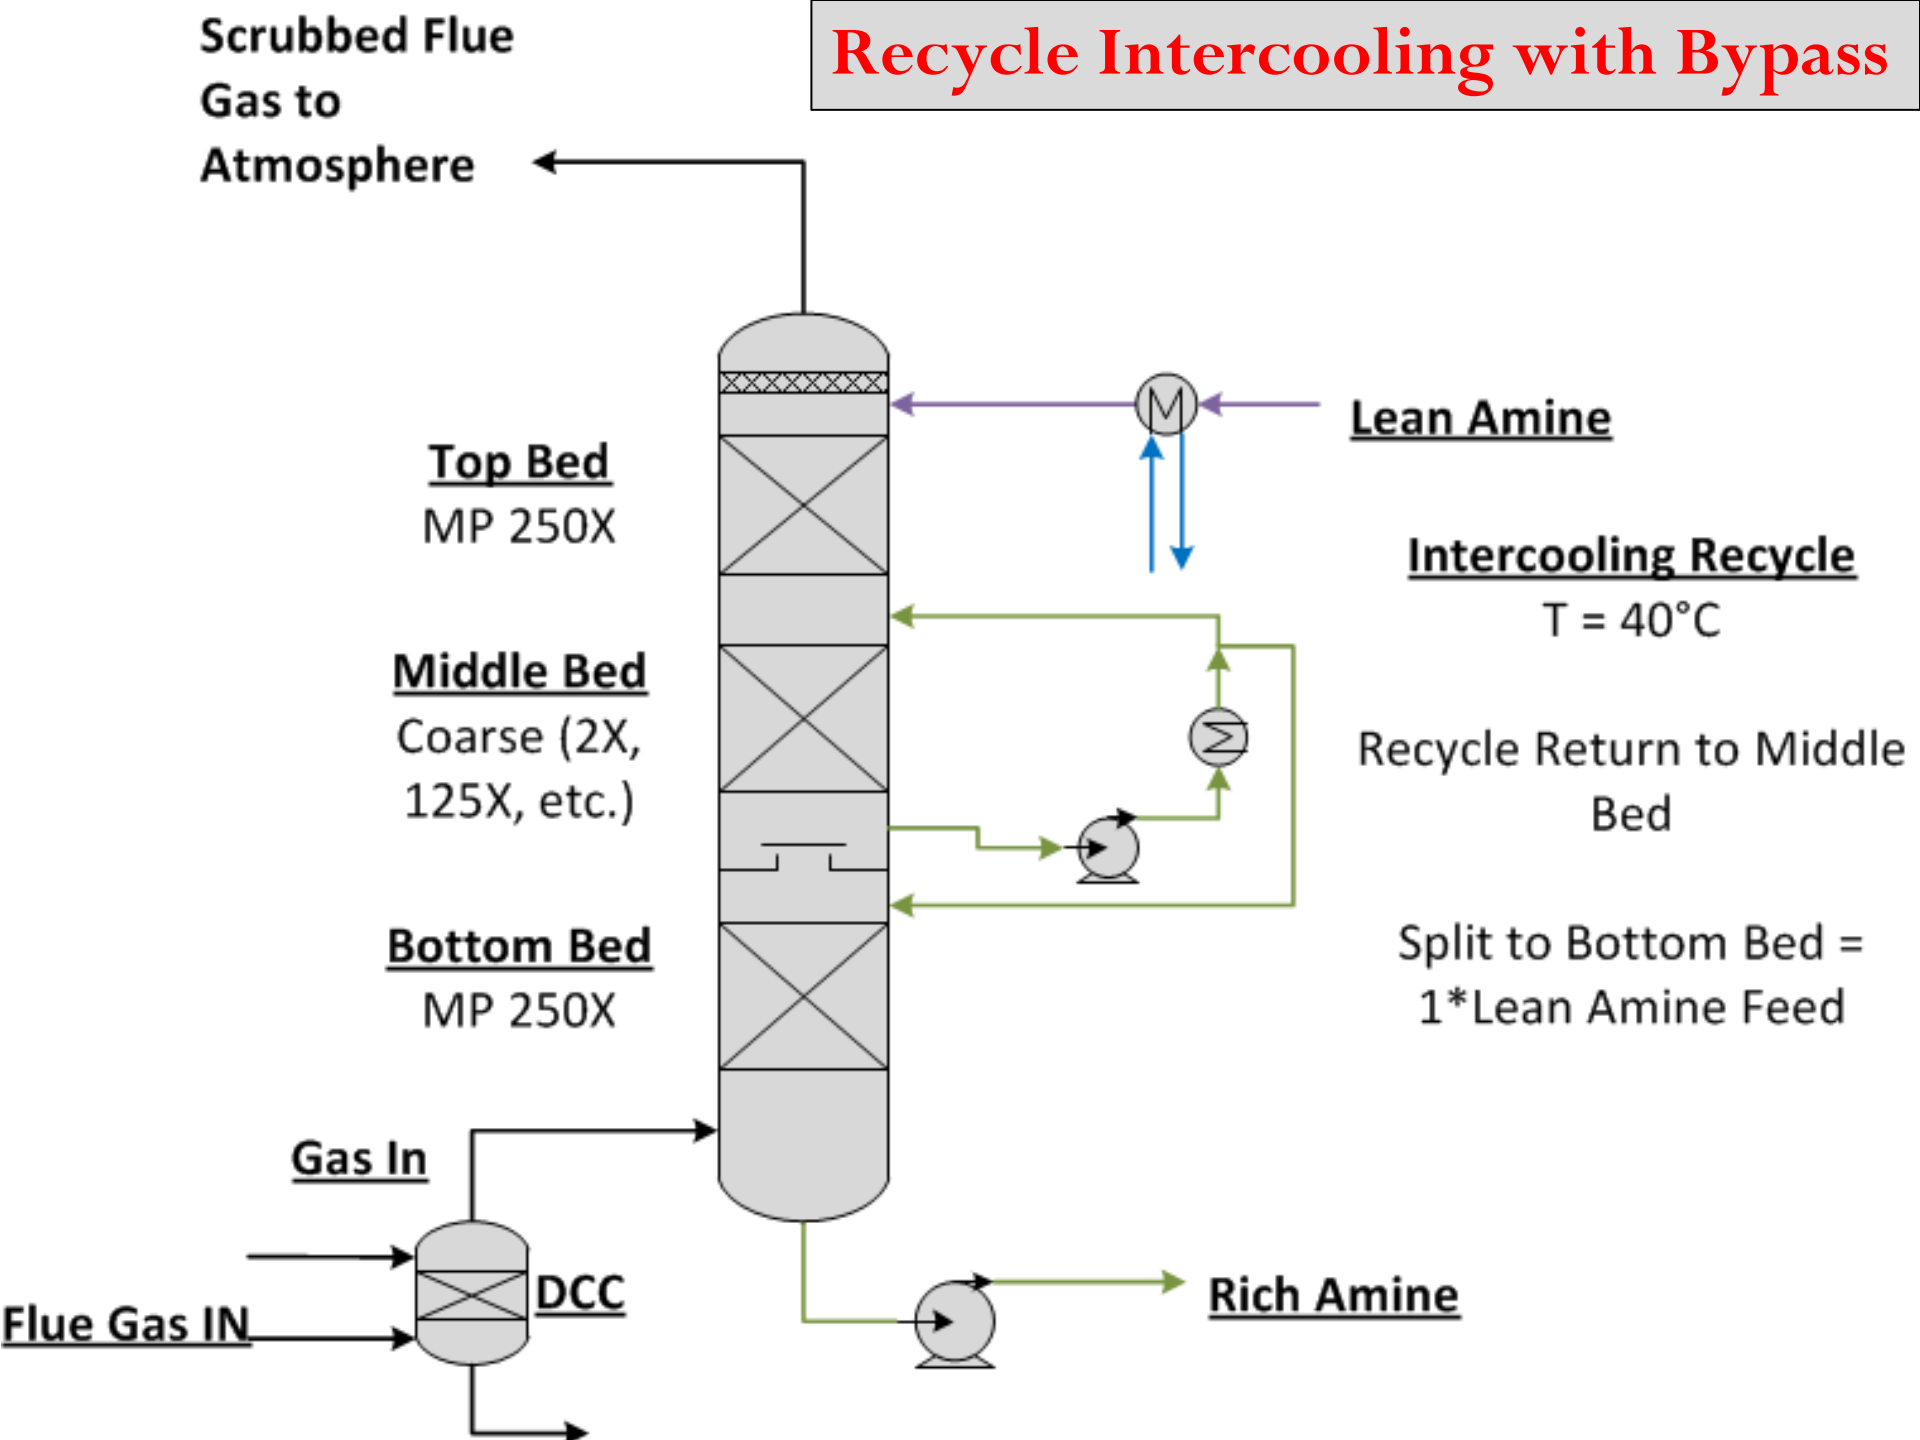 Recycle Intercooling with Bypass
Scrubbed Flue
Gas to
Atmosphere
Lean Amine
Top Bed
MP 250X
Intercooling Recycle
T = 40°C
Middle Bed
Coarse (2X,
125X, etc.)
Recycle Return to Middle
Bed
Bottom Bed
MP 250X
Split to Bottom Bed =
1*Lean Amine Feed
Gas In
DCC
Flue Gas IN
Rich Amine